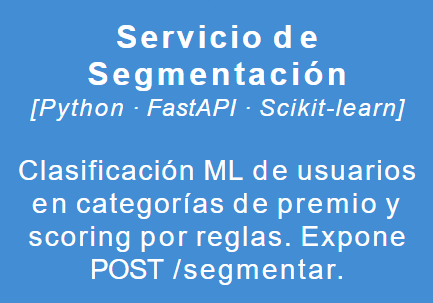 Servicio de
Segmentación
[Python · FastAPI · Scikit-learn]
Clasificación ML de usuarios
en categorías de premio y
scoring por reglas. Expone
POST /segmentar.